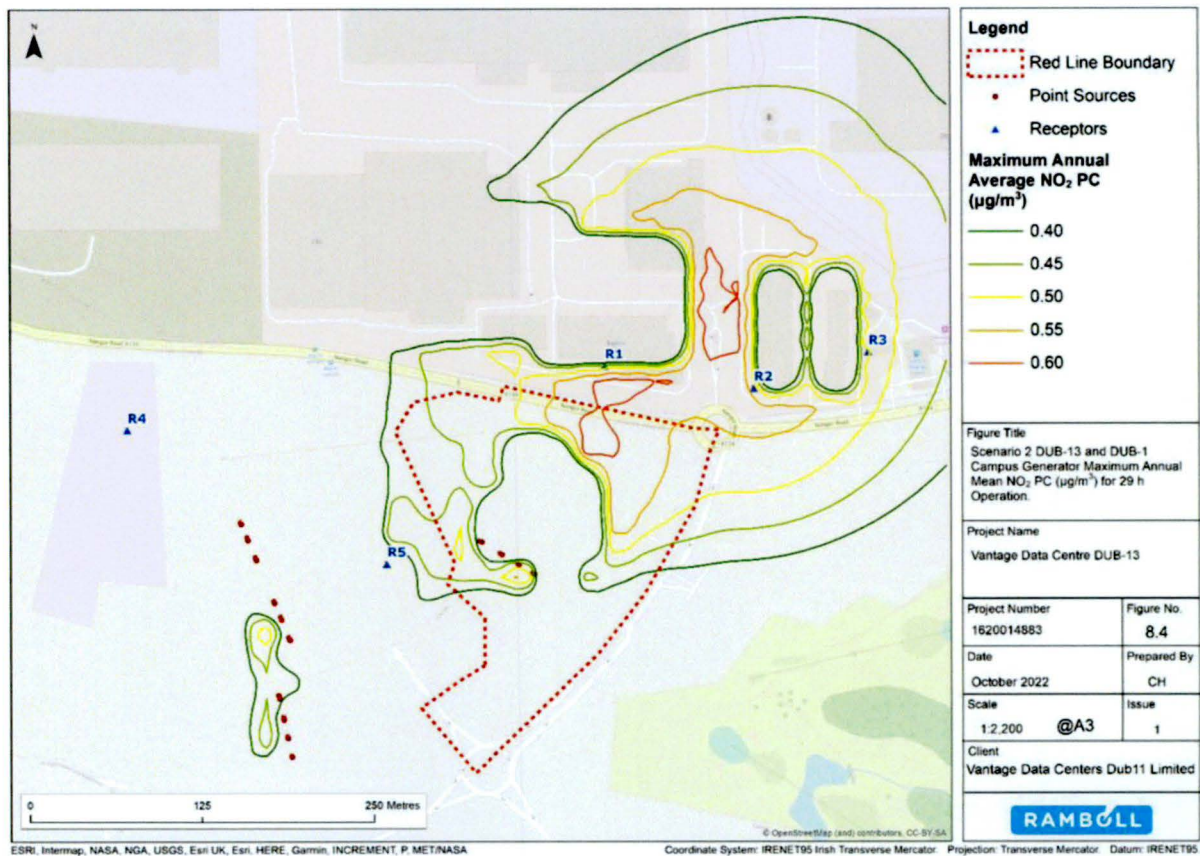 N
R1
R2
R3
R4
R5
Nangor Road
0 125 250 Metres
© OpenStreetMap (and) contributors, CC-BY-SA
ESRI, Intermap, NASA, NGA, USGS, Esri UK, Esri, HERE, Garmin, INCREMENT, P, MET/NASA
Coordinate System: IRENET95 Irish Transverse Mercator. Projection: Transverse Mercator. Datum: IRENET95
Legend
Red Line Boundary
Point Sources
Receptors
Maximum Annual
Average NO₂ PC
(µg/m³)
0.40
0.45
0.50
0.55
0.60
Figure Title
Scenario 2 DUB-13 and DUB-1
Campus Generator Maximum Annual
Mean NO₂ PC (µg/m³) for 29 h
Operation.
Project Name
Vantage Data Centre DUB-13
Project Number
1620014883
Figure No.
8.4
Date
October 2022
Prepared By
CH
Scale
1:2,200 @A3
Issue
1
Client
Vantage Data Centers Dub11 Limited
RAMBOLL